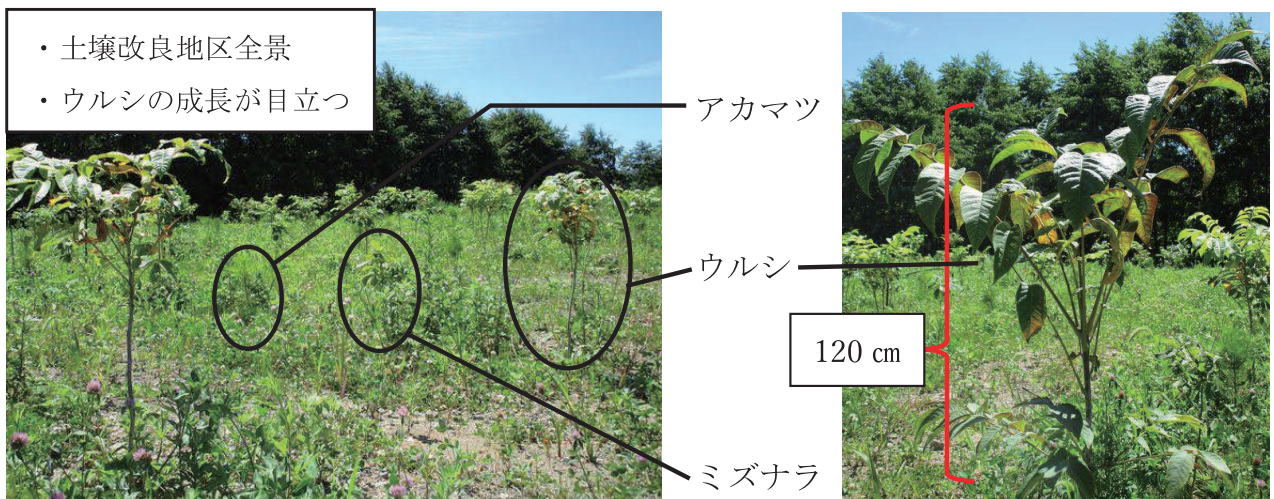 ・土壌改良地区全景
・ウルシの成長が目立つ
アカマツ
ウルシ
120 ㎝
ミズナラ